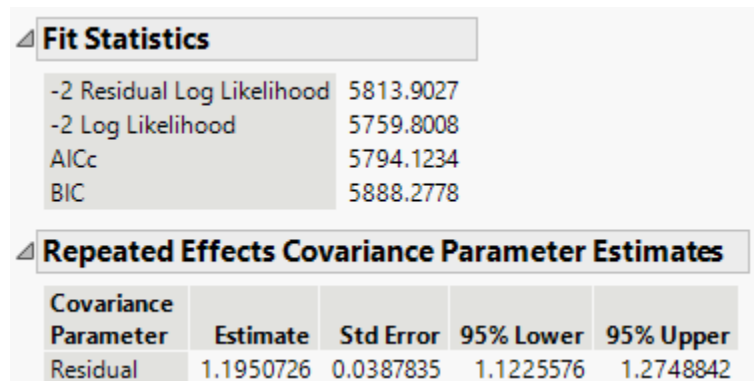 Fit Statistics
-2 Residual Log Likelihood 5813.9027
-2 Log Likelihood 5759.8008
AICc 5794.1234
BIC 5888.2778
Repeated Effects Covariance Parameter Estimates
Covariance
Parameter Estimate Std Error 95% Lower 95% Upper
Residual 1.1950726 0.0387835 1.1225576 1.2748842